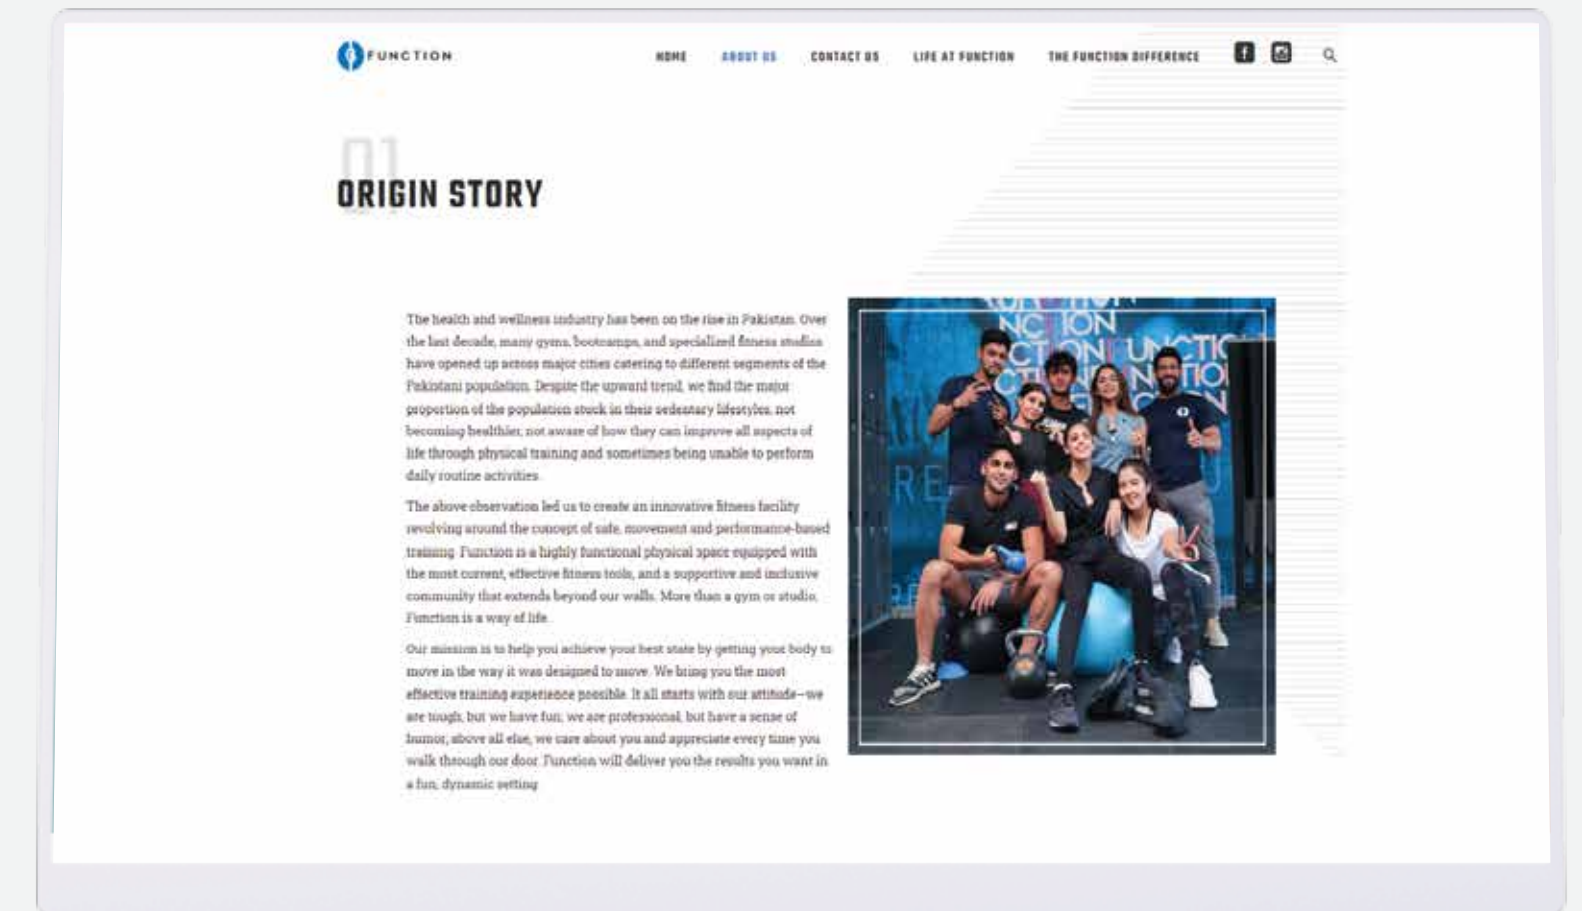 FUNCTION
HOME ABOUT US CONTACT US LIFE AT FUNCTION THE FUNCTION DIFFERENCE
01
ORIGIN STORY
The health and wellness industry has been on the rise in Pakistan. Over
the last decade, many gyms, bootcamps, and specialized fitness studios
have opened up across major cities catering to different segments of the
Pakistani population. Despite the upward trend, we find the major
proportion of the population stuck in their sedentary lifestyles, not
becoming healthier, not aware of how they can improve all aspects of
life through physical training and sometimes being unable to perform
daily routine activities.
The above observation led us to create an innovative fitness facility
revolving around the concept of safe, movement and performance-based
training. Function is a highly functional physical space equipped with
the most current, effective fitness tools, and a supportive and inclusive
community that extends beyond our walls. More than a gym or studio,
Function is a way of life.
Our mission is to help you achieve your best state by getting your body to
move in the way it was designed to move. We bring you the most
effective training experience possible. It all starts with our attitude—we
are tough, but we have fun; we are professional, but have a sense of
humor; above all else, we care about you and appreciate every time you
walk through our door. Function will deliver you the results you want in
a fun, dynamic setting.
NCTION
CTION FUNCTIO